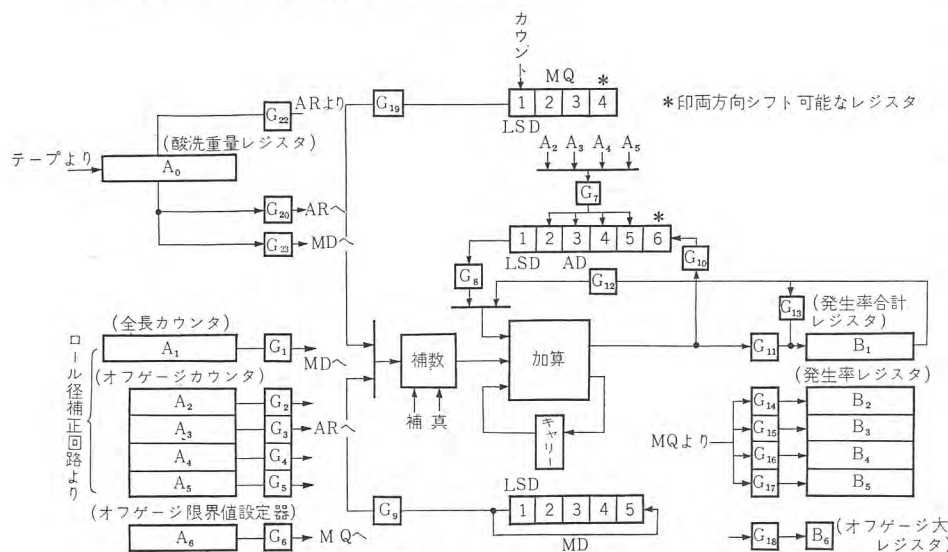 カウント
MQ
*
1 2 3 4
LSD
*印両方向シフト可能なレジスタ
G₁₉
ARより
G₂₂
(酸洗重量レジスタ)
テープより
A₀
G₂₀
ARへ
G₂₃
MDへ
A₂ A₃ A₄ A₅
G₇
*
1 2 3 4 5 6
LSD
AD
G₈
G₁₀
G₁₂
G₁₃
(発生率合計レジスタ)
G₁₁
B₁
(全長カウンタ)
A₁
G₁
MDへ
ロール径補正回路より
(オフゲージカウンタ)
A₂
G₂
A₃
G₃
ARへ
A₄
G₄
A₅
G₅
(オフゲージ限界値設定器)
A₆
G₆
MQへ
補数
補 真
加算
キャリー
(発生率レジスタ)
MQより
G₁₄
B₂
G₁₅
B₃
G₁₆
B₄
G₁₇
B₅
G₉
LSD
1 2 3 4 5
MD
G₁₈
B₆
(オフゲージ大レジスタ)